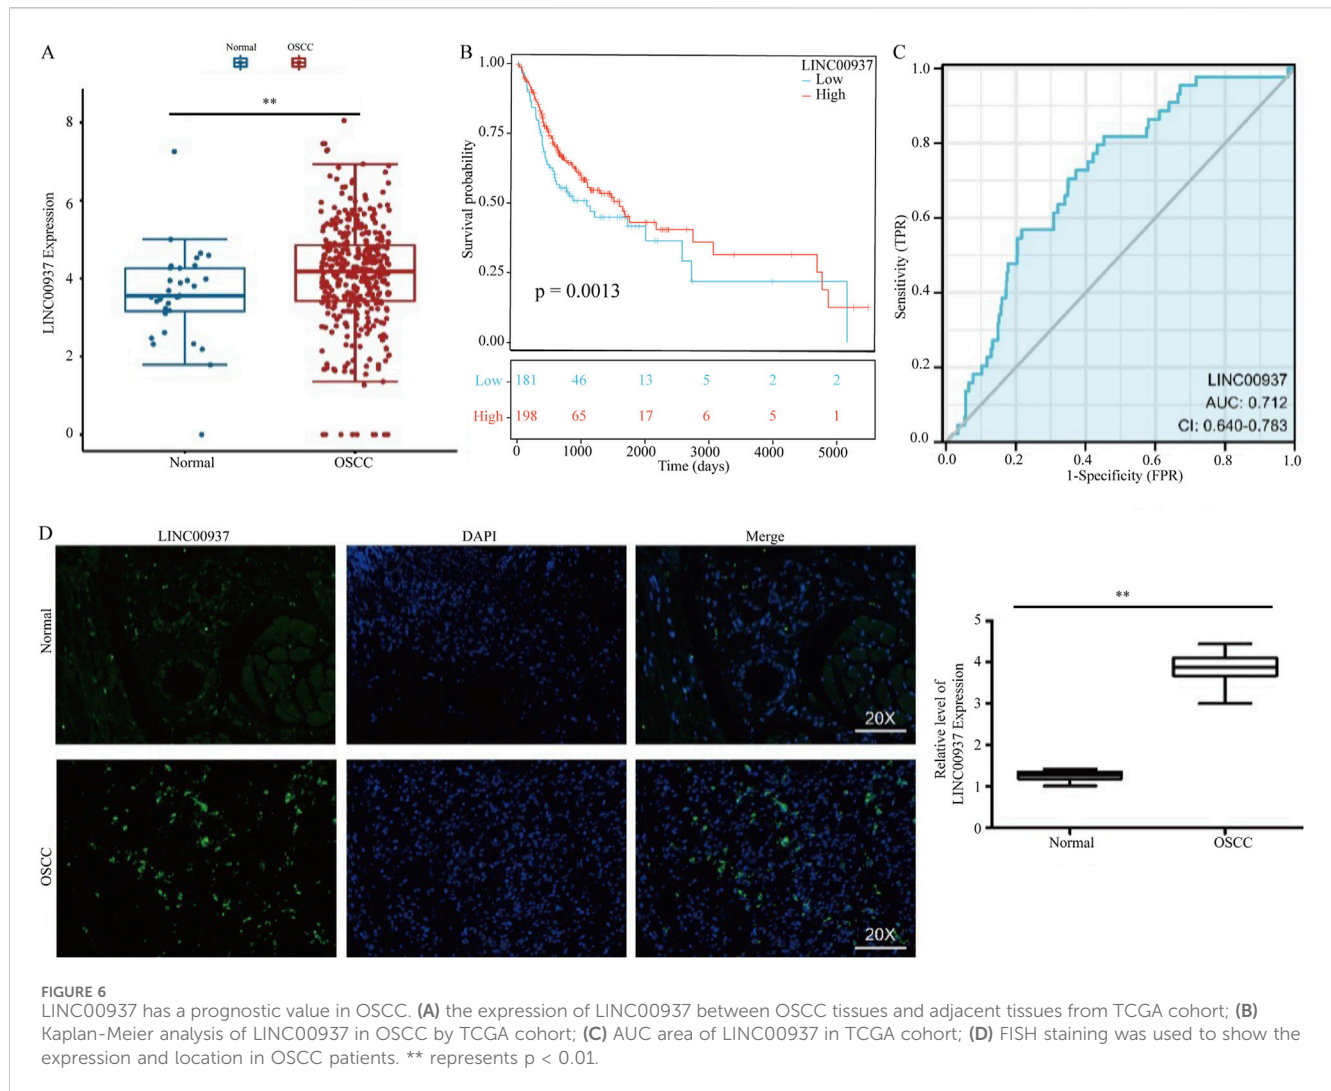 A
Normal
OSCC
**
LINC00937 Expression
8
6
4
2
0
Normal
OSCC
B
LINC00937
Low
High
Survival probability
1.00
0.75
0.50
0.25
0.00
p = 0.0013
Low 181 46 13 5 2 2
High 198 65 17 6 5 1
0 1000 2000 3000 4000 5000
Time (days)
C
Sensitivity (TPR)
1.0
0.8
0.6
0.4
0.2
0.0
LINC00937
AUC: 0.712
CI: 0.640-0.783
0.0 0.2 0.4 0.6 0.8 1.0
1-Specificity (FPR)
D
LINC00937 DAPI Merge
Normal
20X
OSCC
20X
**
Relative level of
LINC00937 Expression
5
4
3
2
1
0
Normal OSCC
FIGURE 6
LINC00937 has a prognostic value in OSCC. (A) the expression of LINC00937 between OSCC tissues and adjacent tissues from TCGA cohort; (B)
Kaplan-Meier analysis of LINC00937 in OSCC by TCGA cohort; (C) AUC area of LINC00937 in TCGA cohort; (D) FISH staining was used to show the
expression and location in OSCC patients. ** represents p < 0.01.